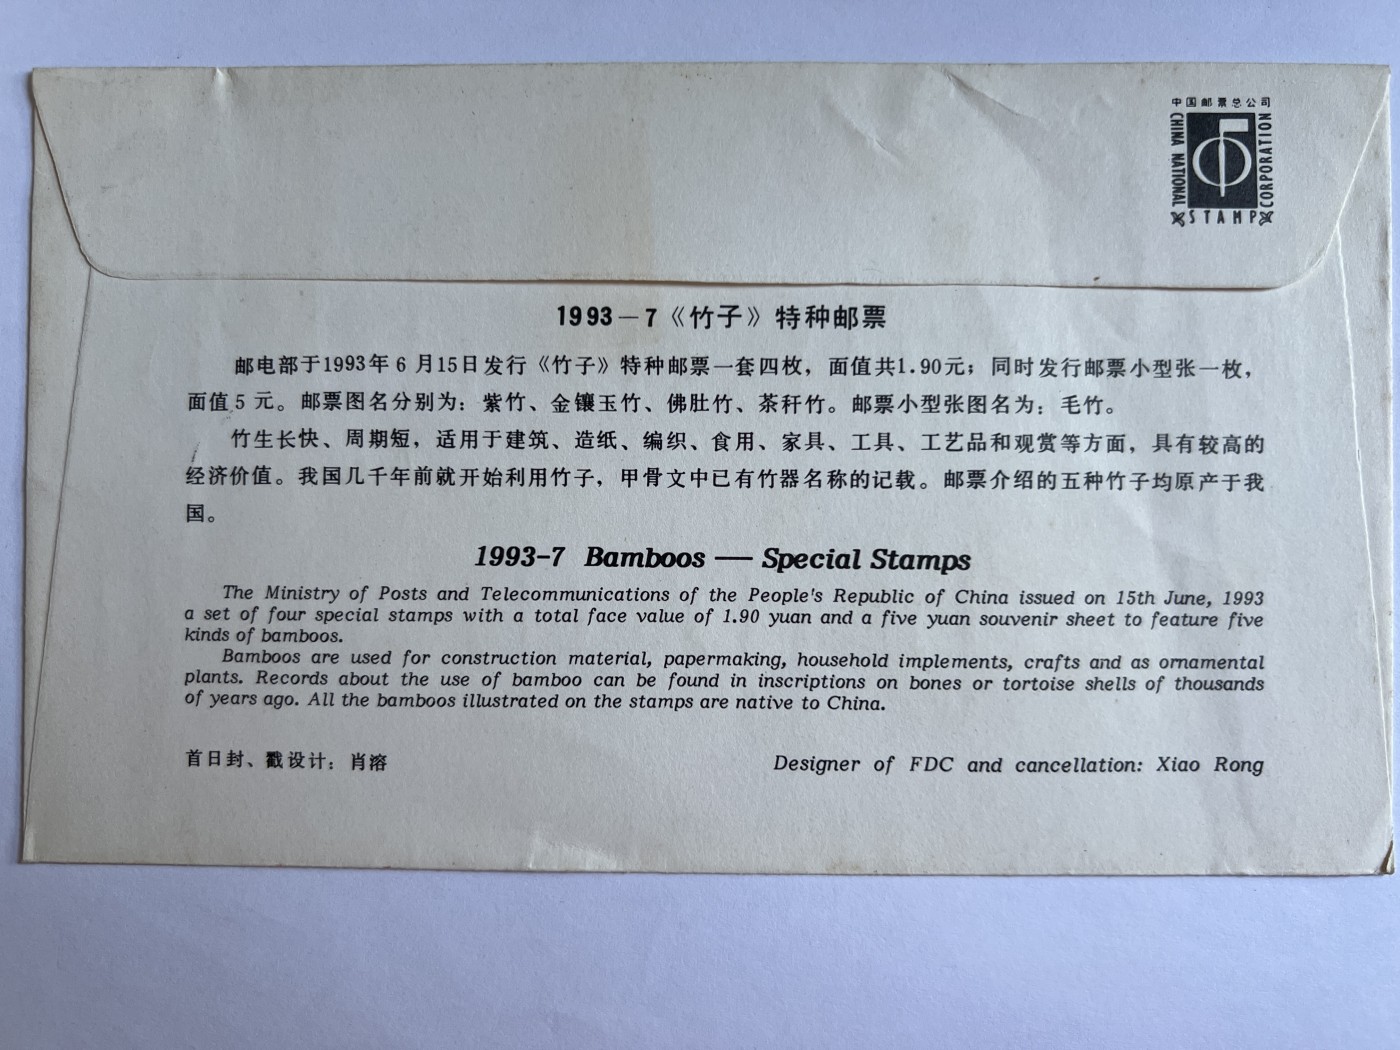 中国邮票总公司
CHINA NATIONAL
STAMP
CORPORATION
1993－7《竹子》特种邮票
邮电部于1993年6月15日发行《竹子》特种邮票一套四枚，面值共1.90元；同时发行邮票小型张一枚，
面值5元。邮票图名分别为：紫竹、金镶玉竹、佛肚竹、茶秆竹。邮票小型张图名为：毛竹。
竹生长快、周期短，适用于建筑、造纸、编织、食用、家具、工具、工艺品和观赏等方面，具有较高的
经济价值。我国几千年前就开始利用竹子，甲骨文中已有竹器名称的记载。邮票介绍的五种竹子均原产于我
国。
1993-7 Bamboos — Special Stamps
The Ministry of Posts and Telecommunications of the People's Republic of China issued on 15th June, 1993
a set of four special stamps with a total face value of 1.90 yuan and a five yuan souvenir sheet to feature five
kinds of bamboos.
Bamboos are used for construction material, papermaking, household implements, crafts and as ornamental
plants. Records about the use of bamboo can be found in inscriptions on bones or tortoise shells of thousands
of years ago. All the bamboos illustrated on the stamps are native to China.
首日封、戳设计：肖溶
Designer of FDC and cancellation: Xiao Rong